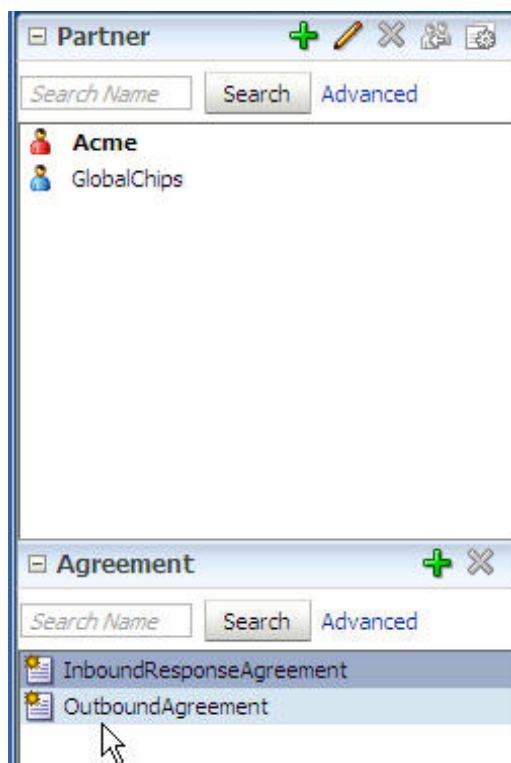 Partner
Search Name Search Advanced
Acme
GlobalChips
Agreement
Search Name Search Advanced
InboundResponseAgreement
OutboundAgreement